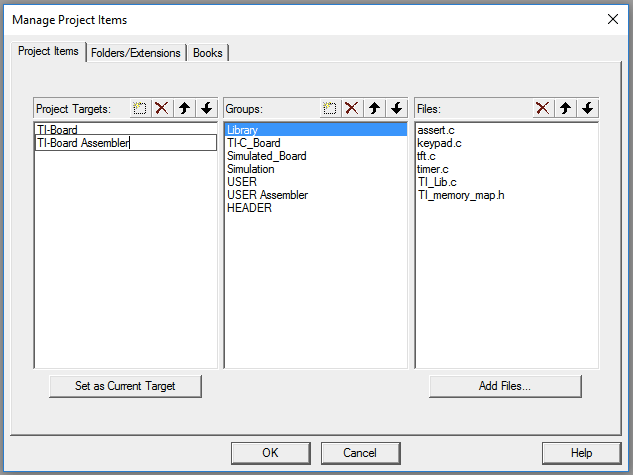 Manage Project Items
Project Items
Folders/Extensions
Books
Project Targets:
TI-Board
TI-Board Assembler
Set as Current Target
Groups:
Library
TI-C_Board
Simulated_Board
Simulation
USER
USER Assembler
HEADER
Files:
assert.c
keypad.c
tft.c
timer.c
TI_Lib.c
TI_memory_map.h
Add Files...
OK
Cancel
Help